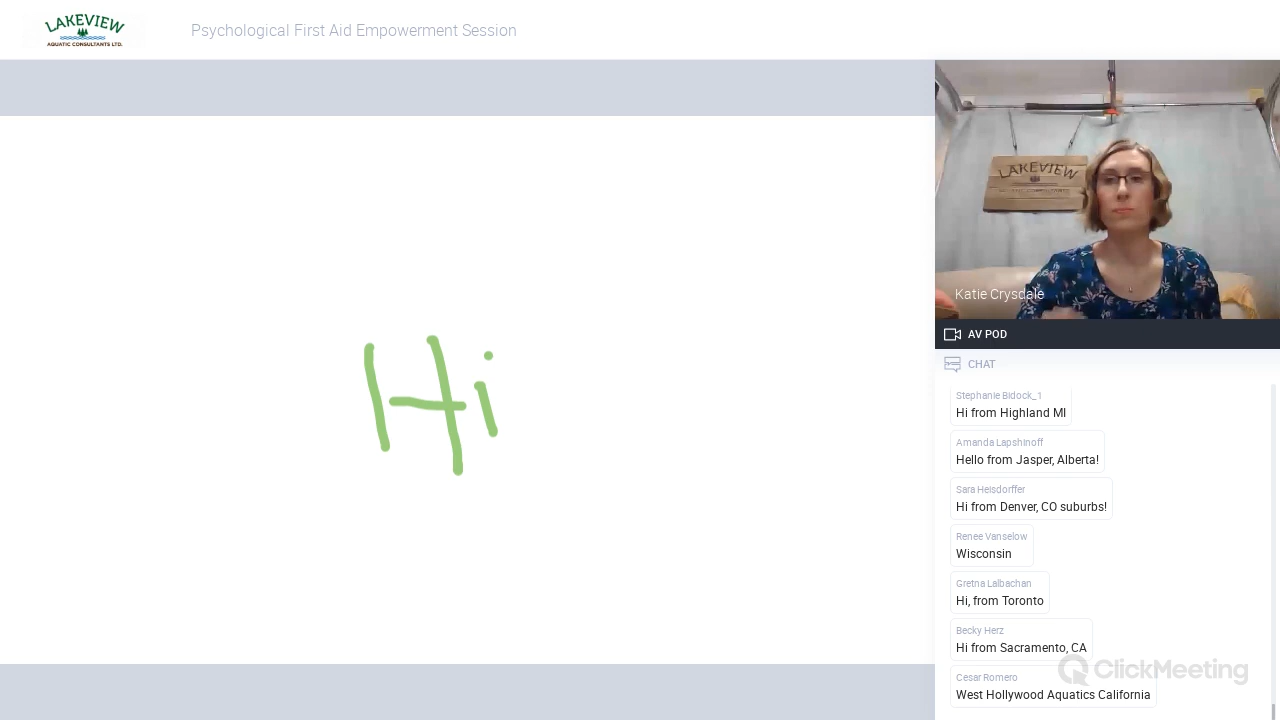 LAKEVIEW
AQUATIC CONSULTANTS LTD.
Psychological First Aid Empowerment Session
Hi
LAKEVIEW
Katie Crysdale
AV POD
CHAT
Stephanie Bidock_1
Hi from Highland MI
Amanda Lapshinoff
Hello from Jasper, Alberta!
Sara Heisdorffer
Hi from Denver, CO suburbs!
Renee Vanselow
Wisconsin
Gretna Lalbachan
Hi, from Toronto
Becky Herz
Hi from Sacramento, CA
Cesar Romero
West Hollywood Aquatics California
ClickMeeting